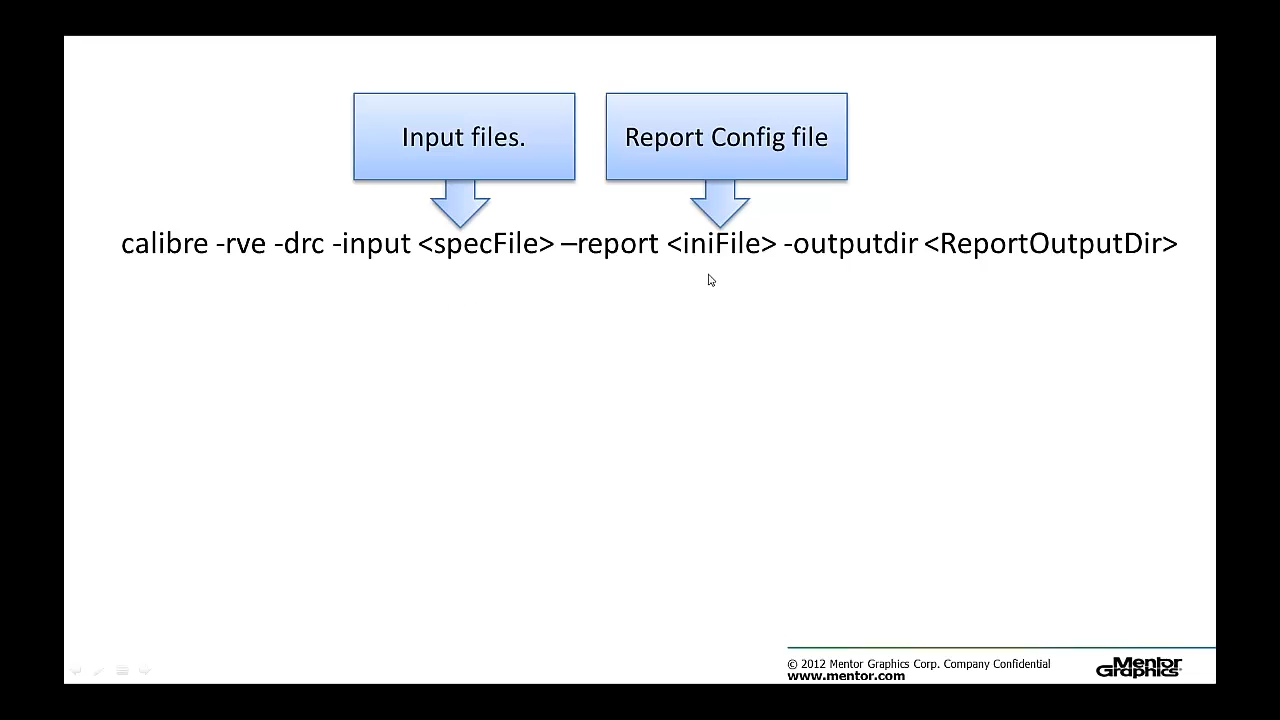 Input files.
Report Config file
calibre -rve -drc -input <specFile> –report <iniFile> -outputdir <ReportOutputDir>
© 2012 Mentor Graphics Corp. Company Confidential
www.mentor.com
Mentor
Graphics